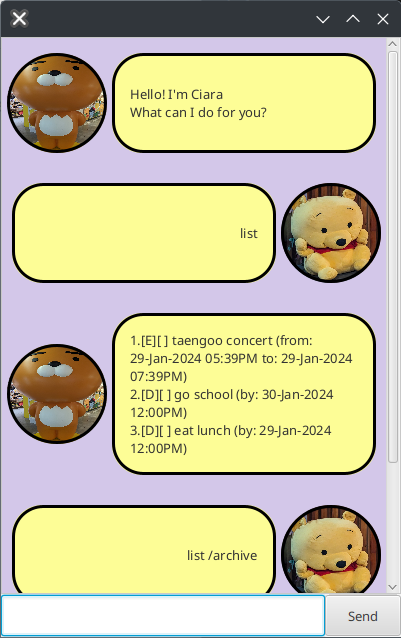 Hello! I'm Ciara
What can I do for you?
list
1.[E][ ] taengoo concert (from:
29-Jan-2024 05:39PM to: 29-Jan-2024
07:39PM)
2.[D][ ] go school (by: 30-Jan-2024
12:00PM)
3.[D][ ] eat lunch (by: 29-Jan-2024
12:00PM)
list /archive
Send